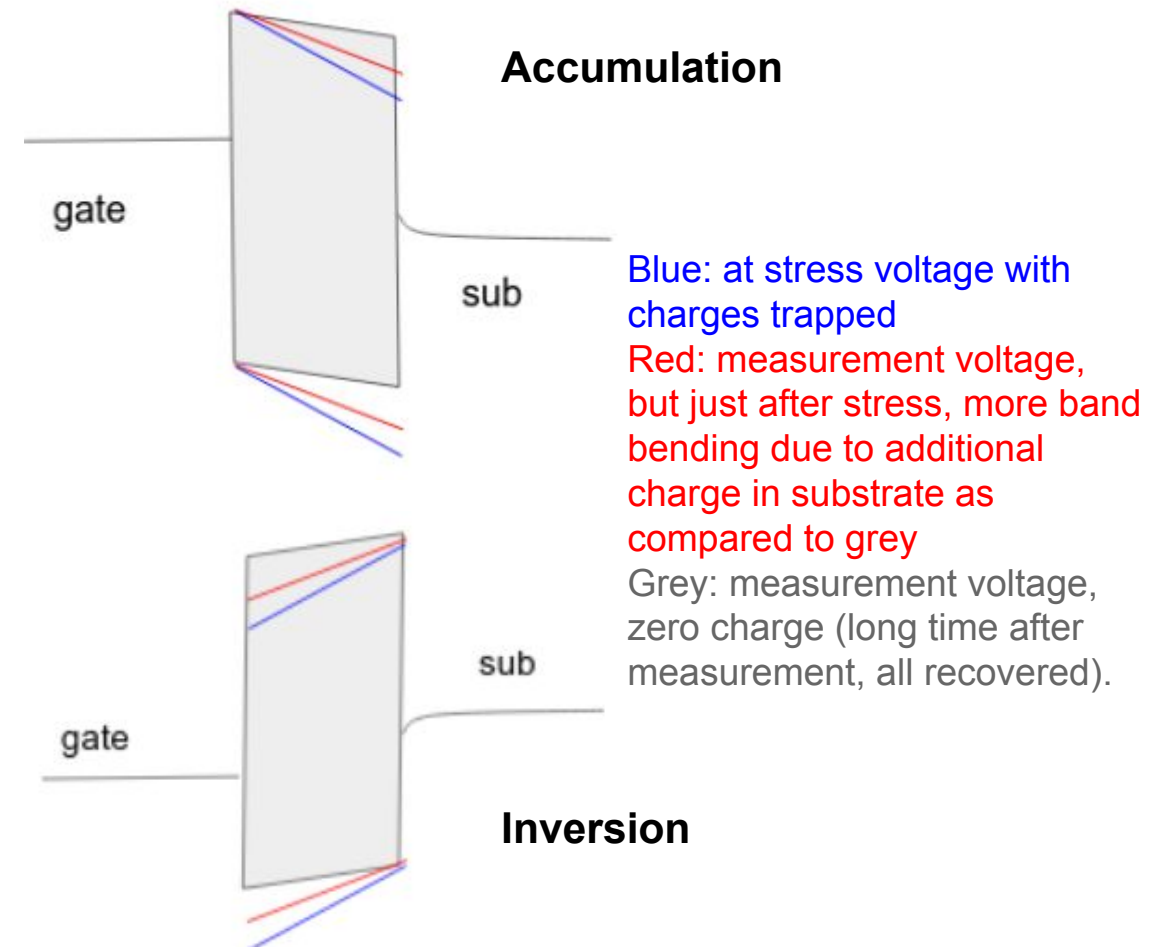 Accumulation
gate
sub
Blue: at stress voltage with
charges trapped
Red: measurement voltage,
but just after stress, more band
bending due to additional
charge in substrate as
compared to grey
Grey: measurement voltage,
zero charge (long time after
measurement, all recovered).
sub
gate
Inversion